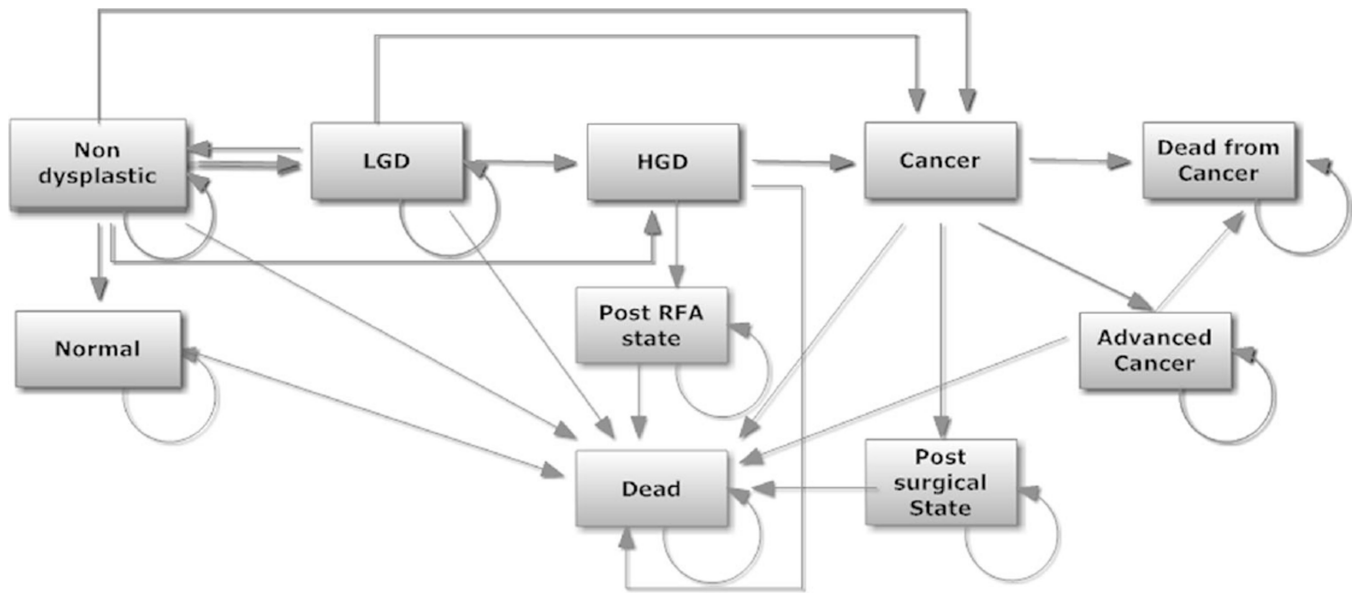 Non
dysplastic
LGD
HGD
Cancer
Dead from
Cancer
Normal
Post RFA
state
Advanced
Cancer
Dead
Post
surgical
State